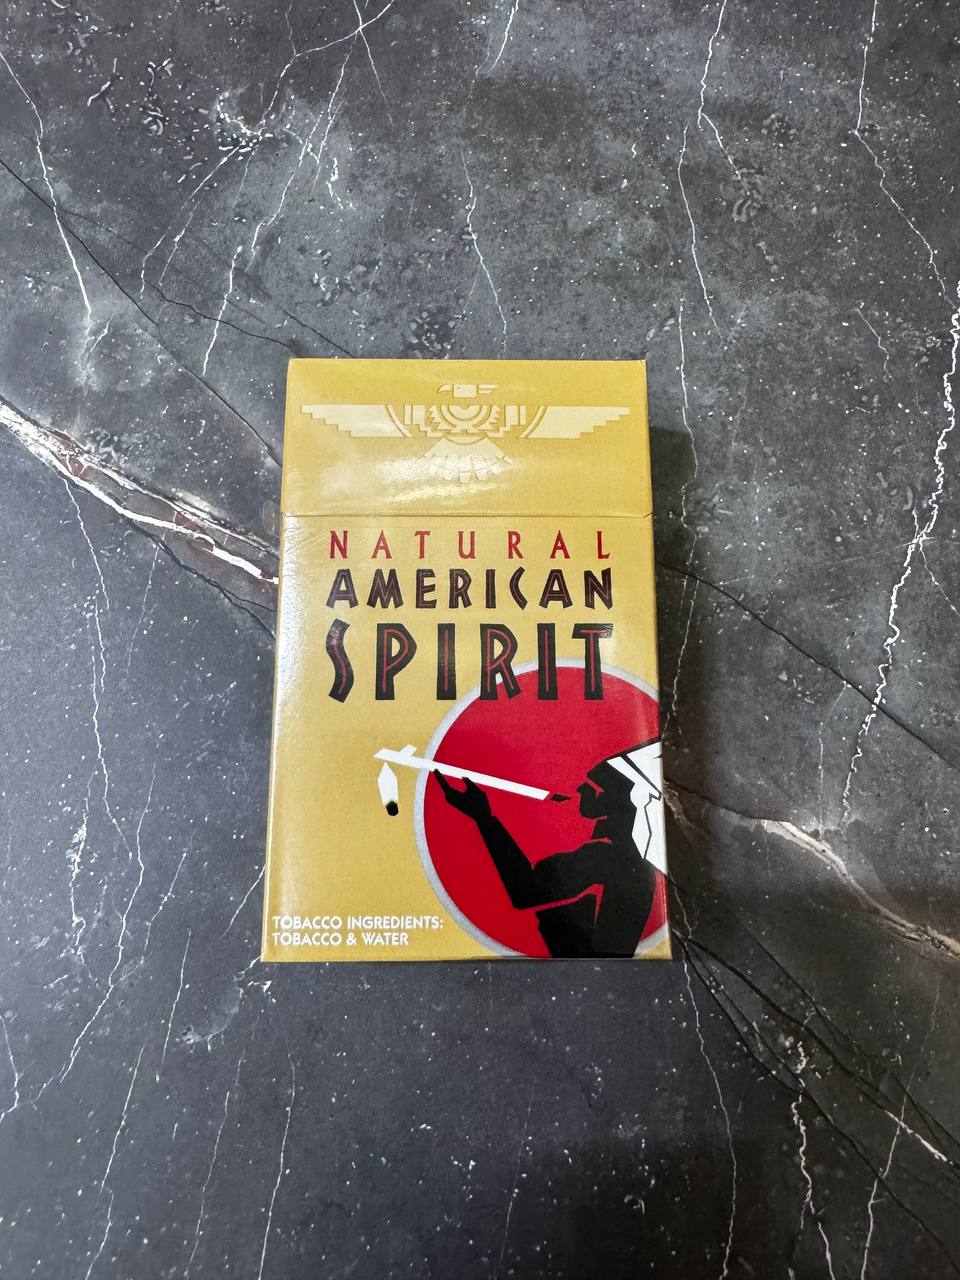 NATURAL
AMERICAN
SPIRIT
TOBACCO INGREDIENTS:
TOBACCO & WATER